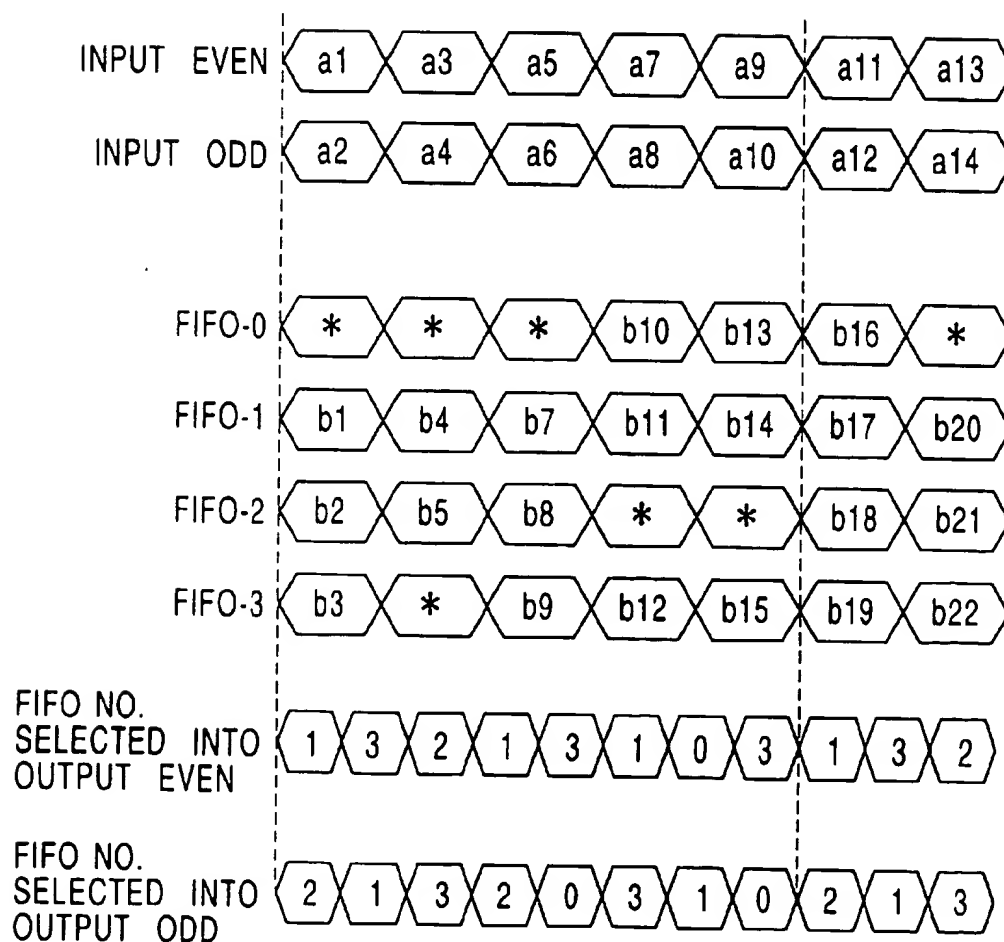 INPUT EVEN a1 a3 a5 a7 a9 a11 a13
INPUT ODD a2 a4 a6 a8 a10 a12 a14
FIFO-0 * * * b10 b13 b16 *
FIFO-1 b1 b4 b7 b11 b14 b17 b20
FIFO-2 b2 b5 b8 * * b18 b21
FIFO-3 b3 * b9 b12 b15 b19 b22
FIFO NO.
SELECTED INTO
OUTPUT EVEN 1 3 2 1 3 1 0 3 1 3 2
FIFO NO.
SELECTED INTO
OUTPUT ODD 2 1 3 2 0 3 1 0 2 1 3